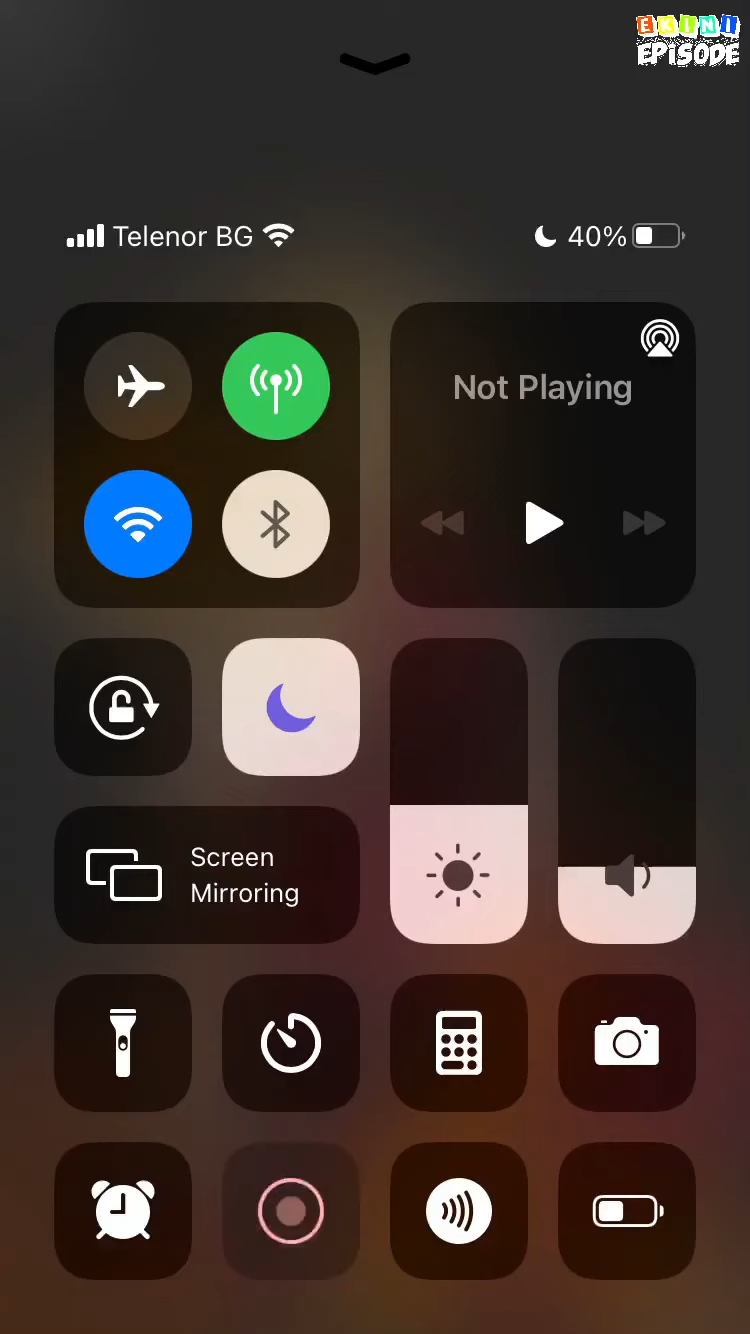 EKINI
EPISODE
Telenor BG
40%
Not Playing
Screen
Mirroring